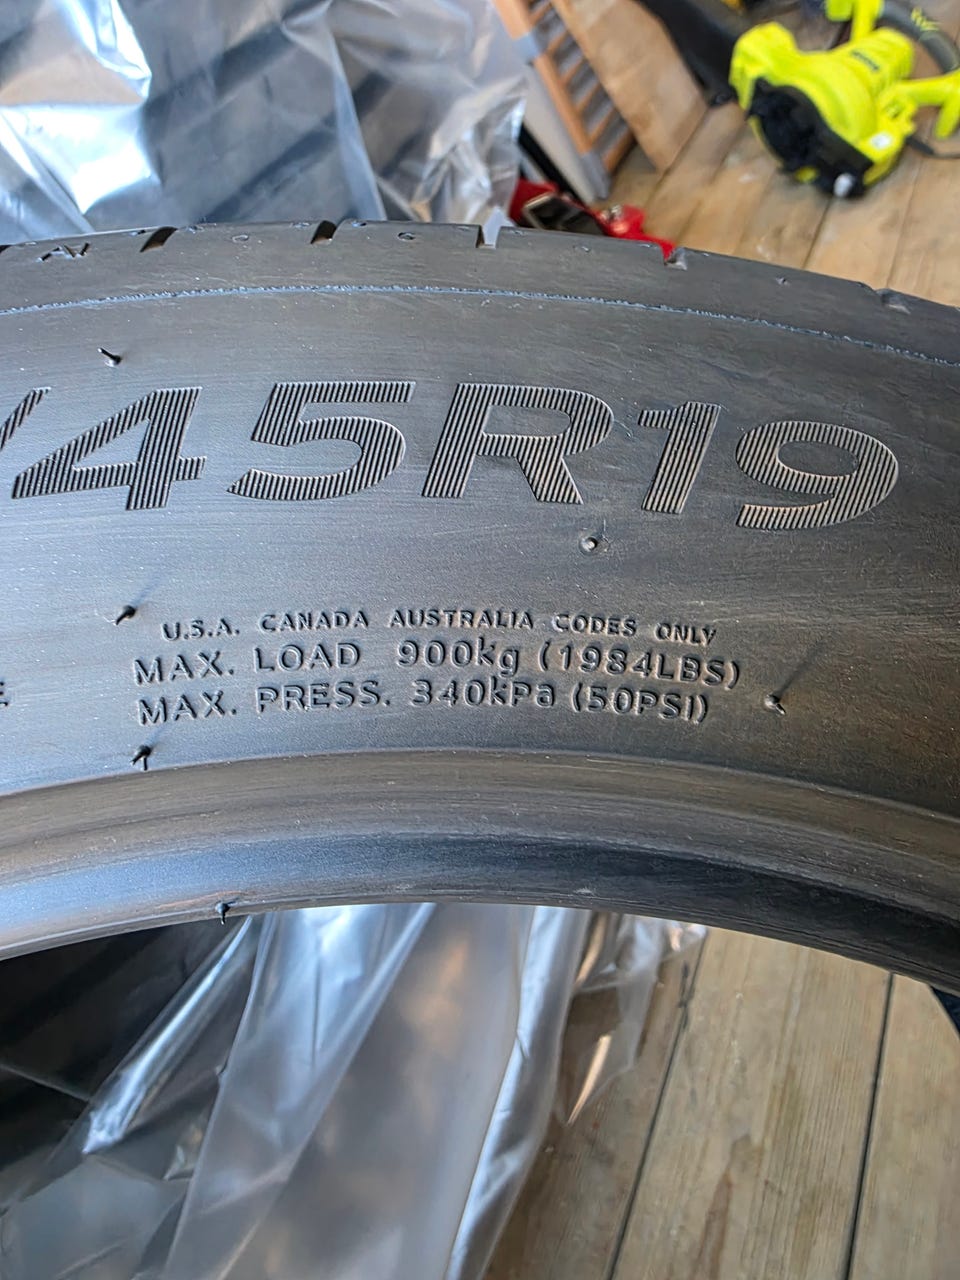 /45R19
U.S.A. CANADA AUSTRALIA CODES ONLY
MAX. LOAD 900kg (1984LBS)
MAX. PRESS. 340kPa (50PSI)
E